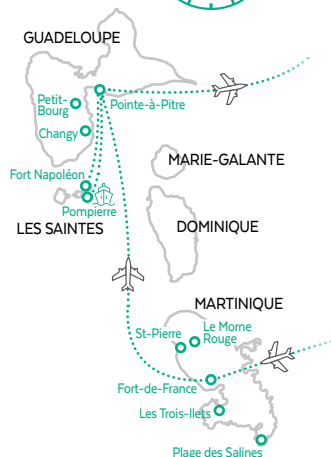 GUADELOUPE
Petit-
Bourg
Pointe-à-Pitre
Changy
MARIE-GALANTE
Fort Napoléon
Pompierre
LES SAINTES
DOMINIQUE
MARTINIQUE
St-Pierre
Le Morne
Rouge
Fort-de-France
Les Trois-Ilets
Plage des Salines